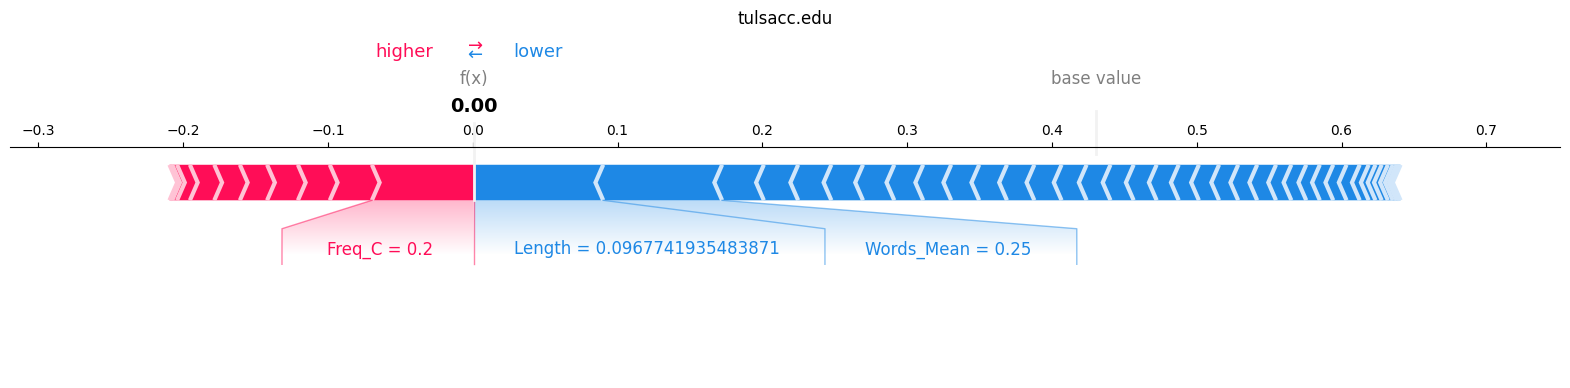 tulsacc.edu
higher → ← lower
f(x) base value
0.00
−0.3 −0.2 −0.1 0.0 0.1 0.2 0.3 0.4 0.5 0.6 0.7
Freq_C = 0.2 Length = 0.0967741935483871 Words_Mean = 0.25